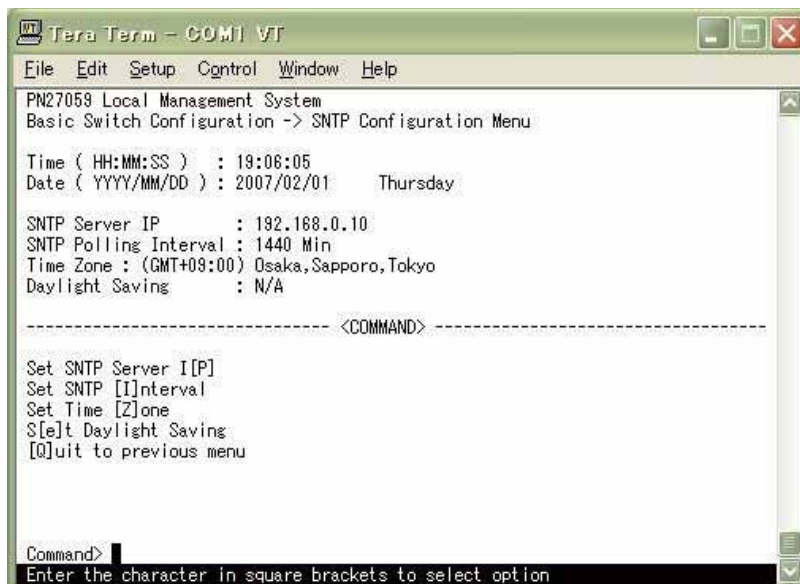 Tera Term - COM1 VT
File Edit Setup Control Window Help
PN27059 Local Management System
Basic Switch Configuration -> SNTP Configuration Menu
Time ( HH:MM:SS ) : 19:06:05
Date ( YYYY/MM/DD ) : 2007/02/01 Thursday
SNTP Server IP : 192.168.0.10
SNTP Polling Interval : 1440 Min
Time Zone : (GMT+09:00) Osaka,Sapporo,Tokyo
Daylight Saving : N/A
-------------------------------- <COMMAND> -----------------------------------
Set SNTP Server I[P]
Set SNTP [I]nterval
Set Time [Z]one
S[e]t Daylight Saving
[Q]uit to previous menu
Command>
Enter the character in square brackets to select option